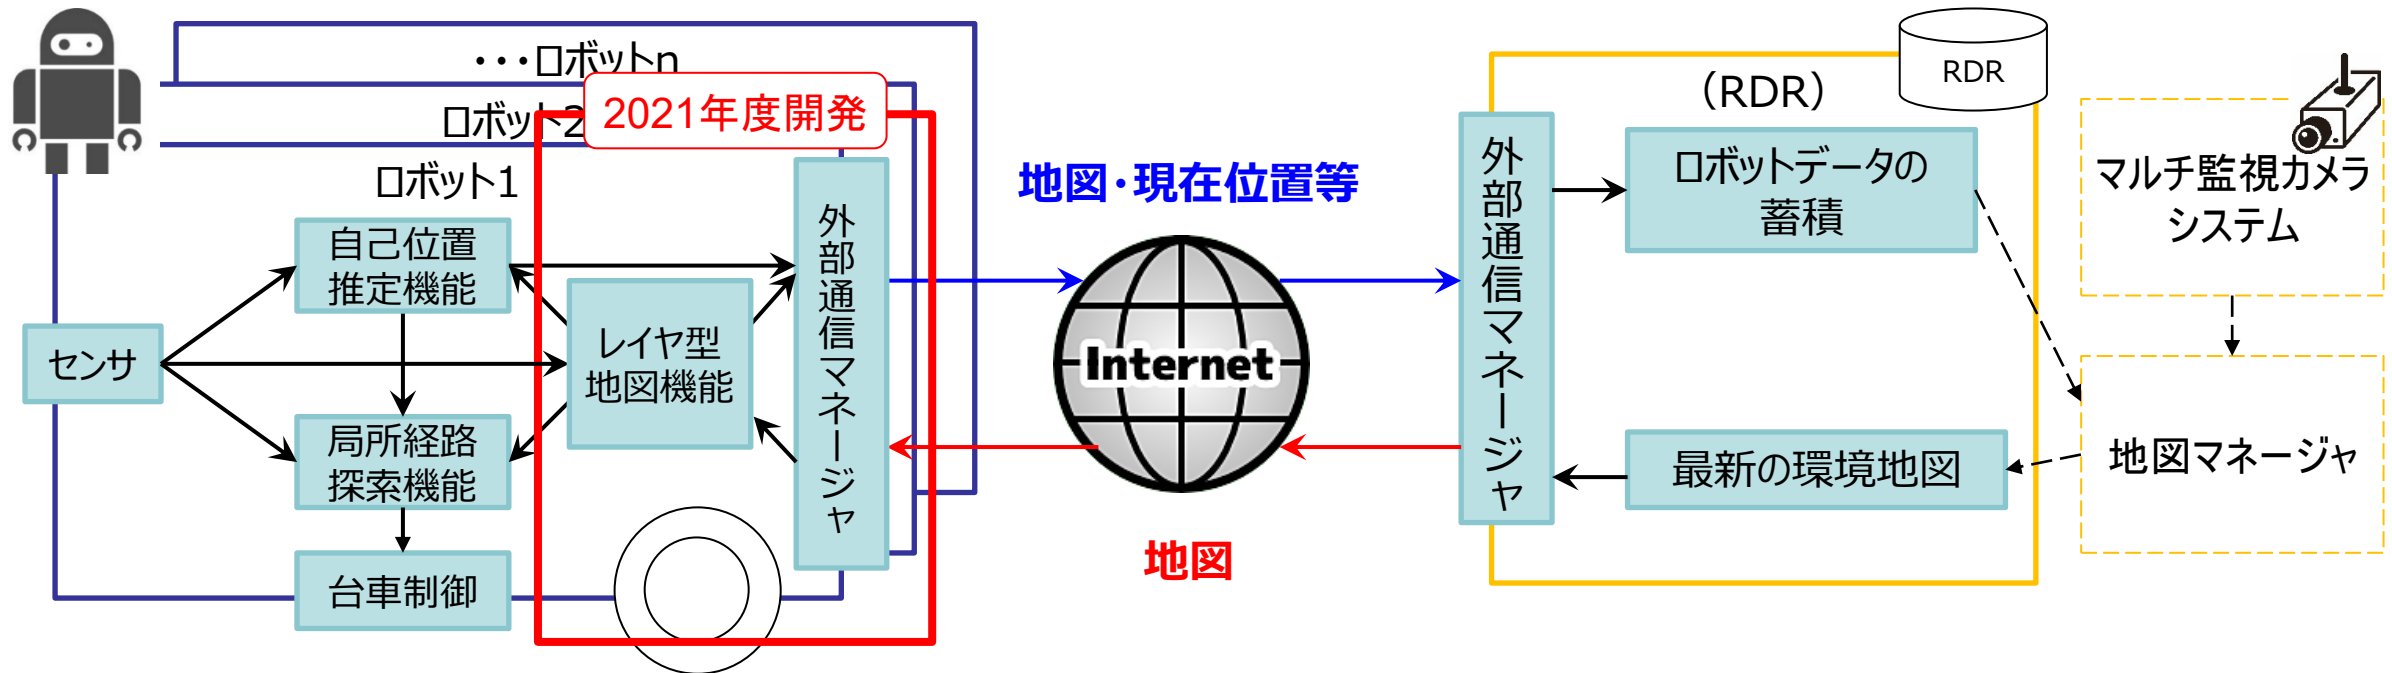 ・・・ロボットn
ロボット2
2021年度開発
ロボット1
自己位置
推定機能
センサ
レイヤ型
地図機能
局所経路
探索機能
台車制御
外部通信マネージャ
地図・現在位置等
Internet
地図
外部通信マネージャ
（RDR）
RDR
ロボットデータの
蓄積
最新の環境地図
マルチ監視カメラ
システム
地図マネージャ